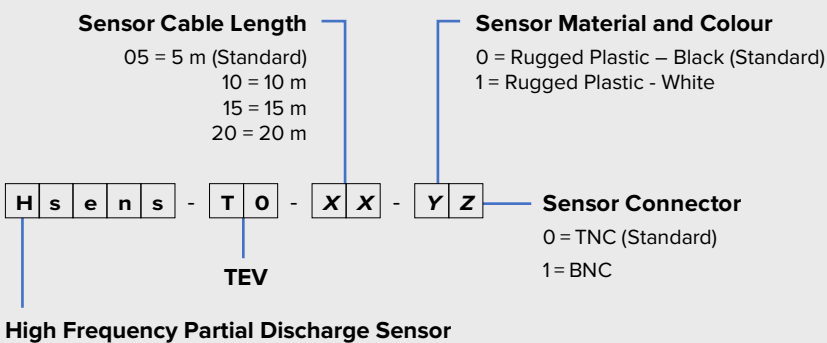 Sensor Cable Length
05 = 5 m (Standard)
10 = 10 m
15 = 15 m
20 = 20 m
Sensor Material and Colour
0 = Rugged Plastic – Black (Standard)
1 = Rugged Plastic - White
H s e n s - T 0 - X X - Y Z
Sensor Connector
0 = TNC (Standard)
1 = BNC
TEV
High Frequency Partial Discharge Sensor